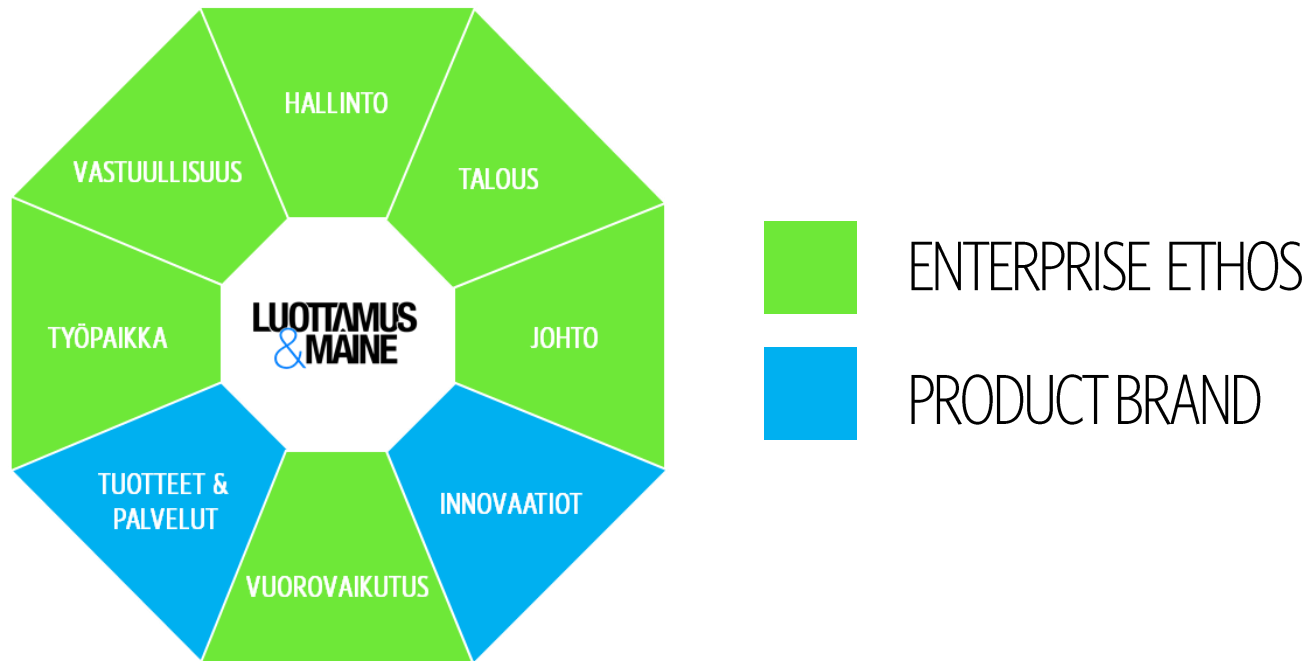 HALLINTO
VASTUULLISUUS
TALOUS
TYÖPAIKKA
LUOTTAMUS
& MAINE
JOHTO
TUOTTEET &
PALVELUT
INNOVAATIOT
VUOROVAIKUTUS
ENTERPRISE ETHOS
PRODUCT BRAND